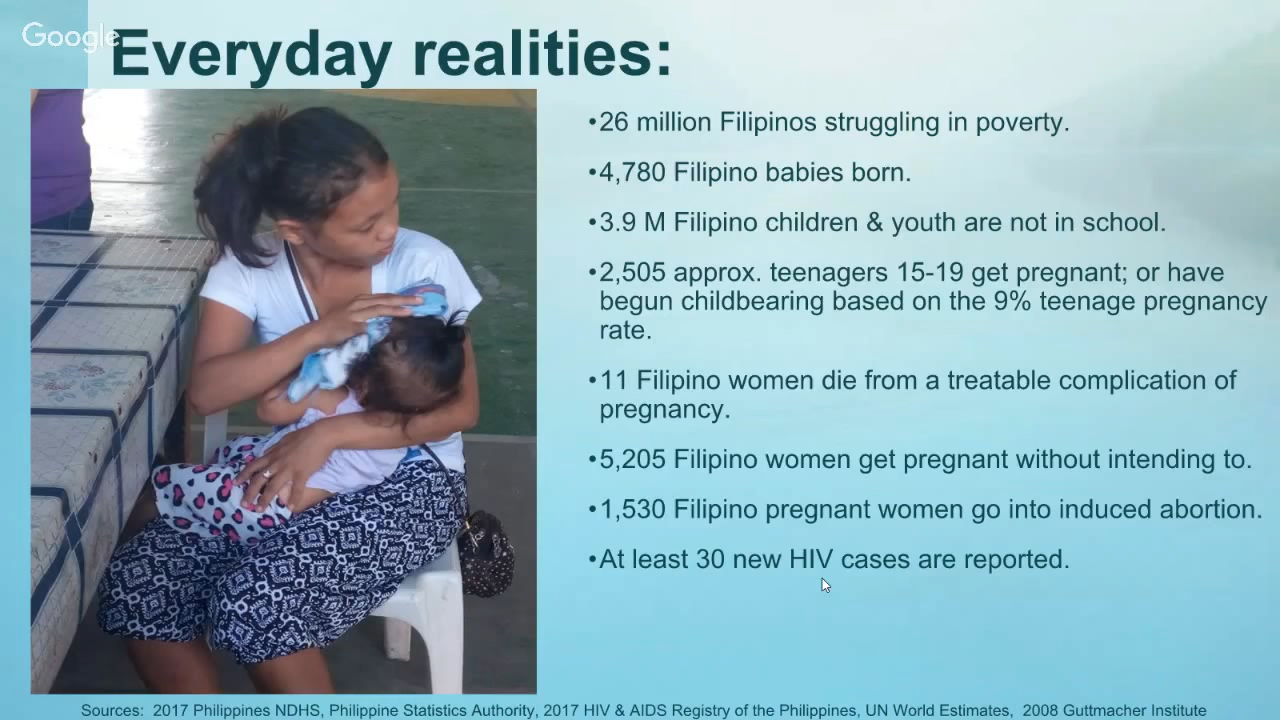 Google
Everyday realities:
•26 million Filipinos struggling in poverty.
•4,780 Filipino babies born.
•3.9 M Filipino children & youth are not in school.
•2,505 approx. teenagers 15-19 get pregnant; or have
begun childbearing based on the 9% teenage pregnancy
rate.
•11 Filipino women die from a treatable complication of
pregnancy.
•5,205 Filipino women get pregnant without intending to.
•1,530 Filipino pregnant women go into induced abortion.
•At least 30 new HIV cases are reported.
Sources:  2017 Philippines NDHS, Philippine Statistics Authority, 2017 HIV & AIDS Registry of the Philippines, UN World Estimates,  2008 Guttmacher Institute